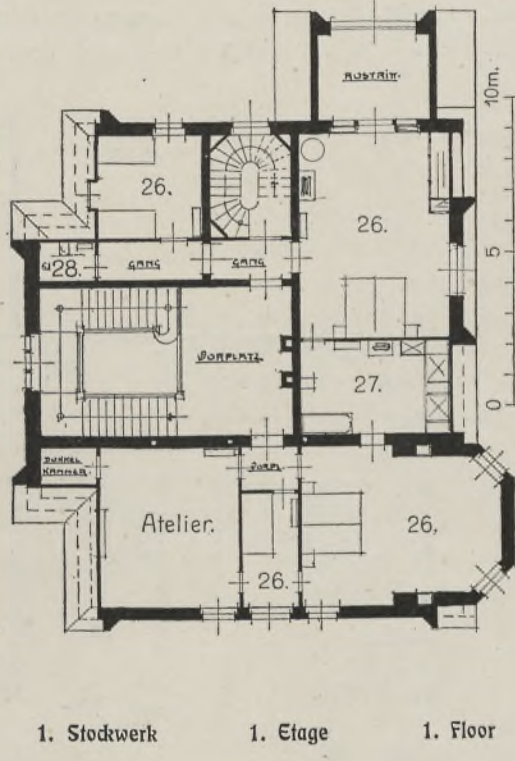 AUSTRITT.
10 m.
26.
26.
28.
GANG
GANG
5
VORPLATZ.
27.
0
DUNKEL
KAMMER.
VORPL.
Atelier.
26.
26.
1. Stockwerk 1. Etage 1. Floor